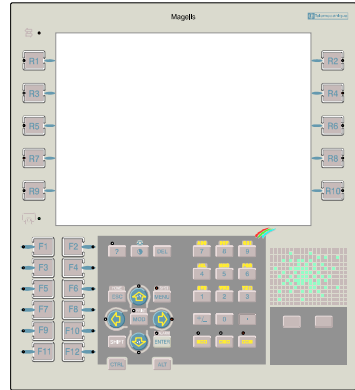 Magelis
Telemecanique
R1 R2
R3 R4
R5 R6
R7 R8
R9 R10
F1 F2 ? DEL 7 8 9
F3 F4 4 5 6
F5 F6 ESC MENU 1 2 3
F7 F8 MOD +/- 0 .
F9 F10 SHIFT ENTER
F11 F12 CTRL ALT